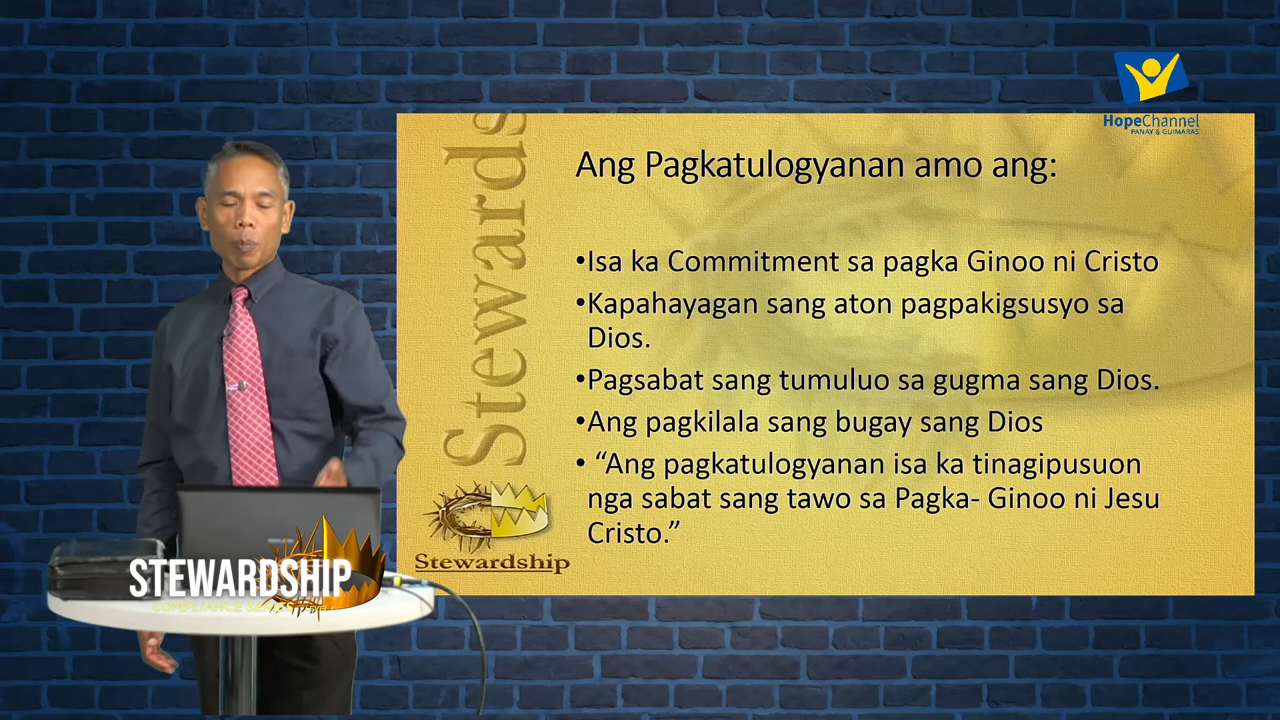 HopeChannel
PANAY & GUIMARAS
Stewards
Ang Pagkatulogyanan amo ang:
•Isa ka Commitment sa pagka Ginoo ni Cristo
•Kapahayagan sang aton pagpakigsusyo sa
Dios.
•Pagsabat sang tumuluo sa gugma sang Dios.
•Ang pagkilala sang bugay sang Dios
• “Ang pagkatulogyanan isa ka tinagipusuon
nga sabat sang tawo sa Pagka- Ginoo ni Jesu
Cristo.”
Stewardship
STEWARDSHIP
COMPLIANCE